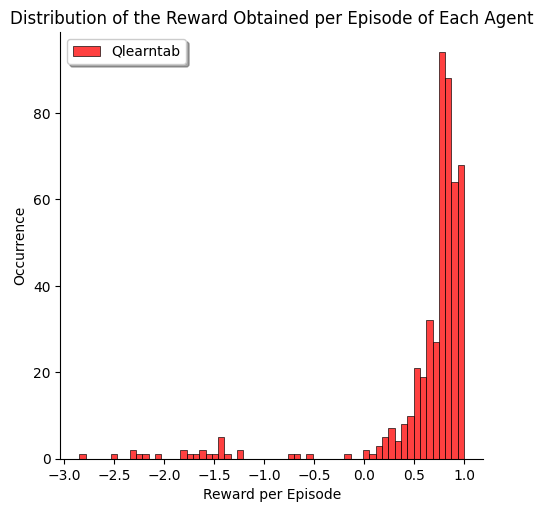 Distribution of the Reward Obtained per Episode of Each Agent
Qlearntab
80
60
40
20
0
Occurrence
−3.0 −2.5 −2.0 −1.5 −1.0 −0.5 0.0 0.5 1.0
Reward per Episode